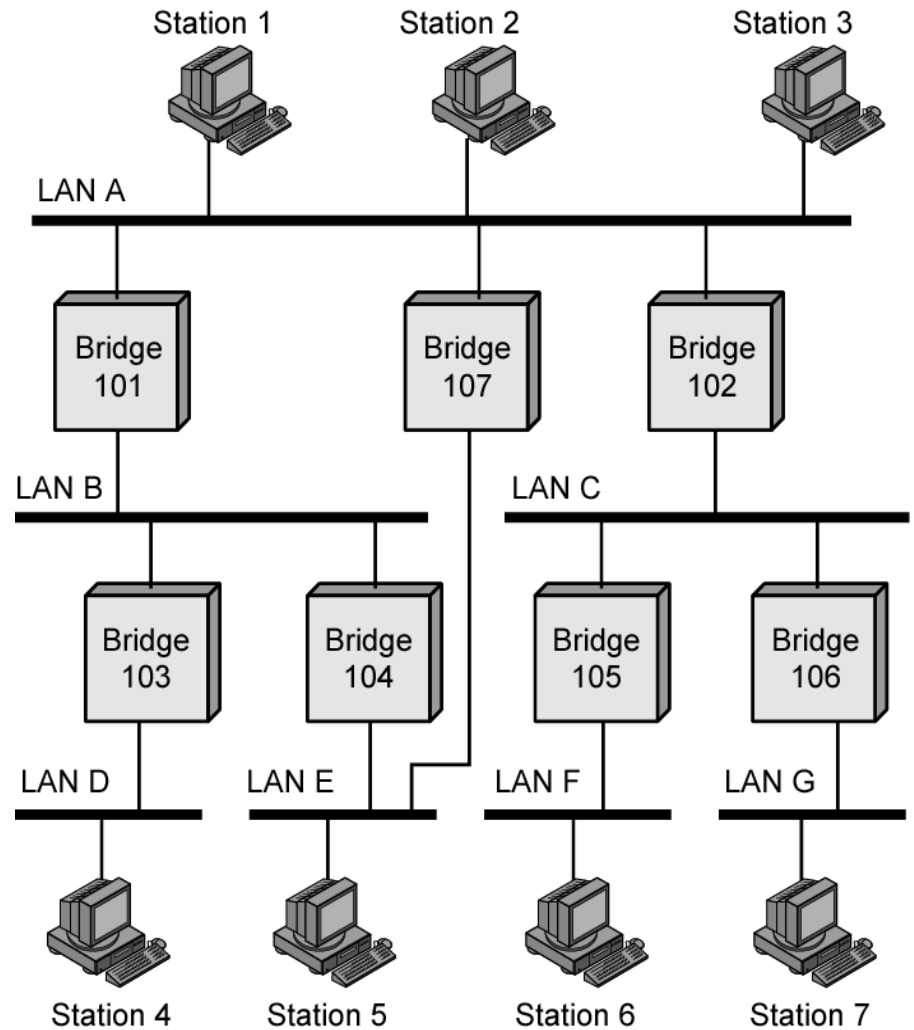 Station 1
Station 2
Station 3
LAN A
Bridge
101
Bridge
107
Bridge
102
LAN B
LAN C
Bridge
103
Bridge
104
Bridge
105
Bridge
106
LAN D
LAN E
LAN F
LAN G
Station 4
Station 5
Station 6
Station 7